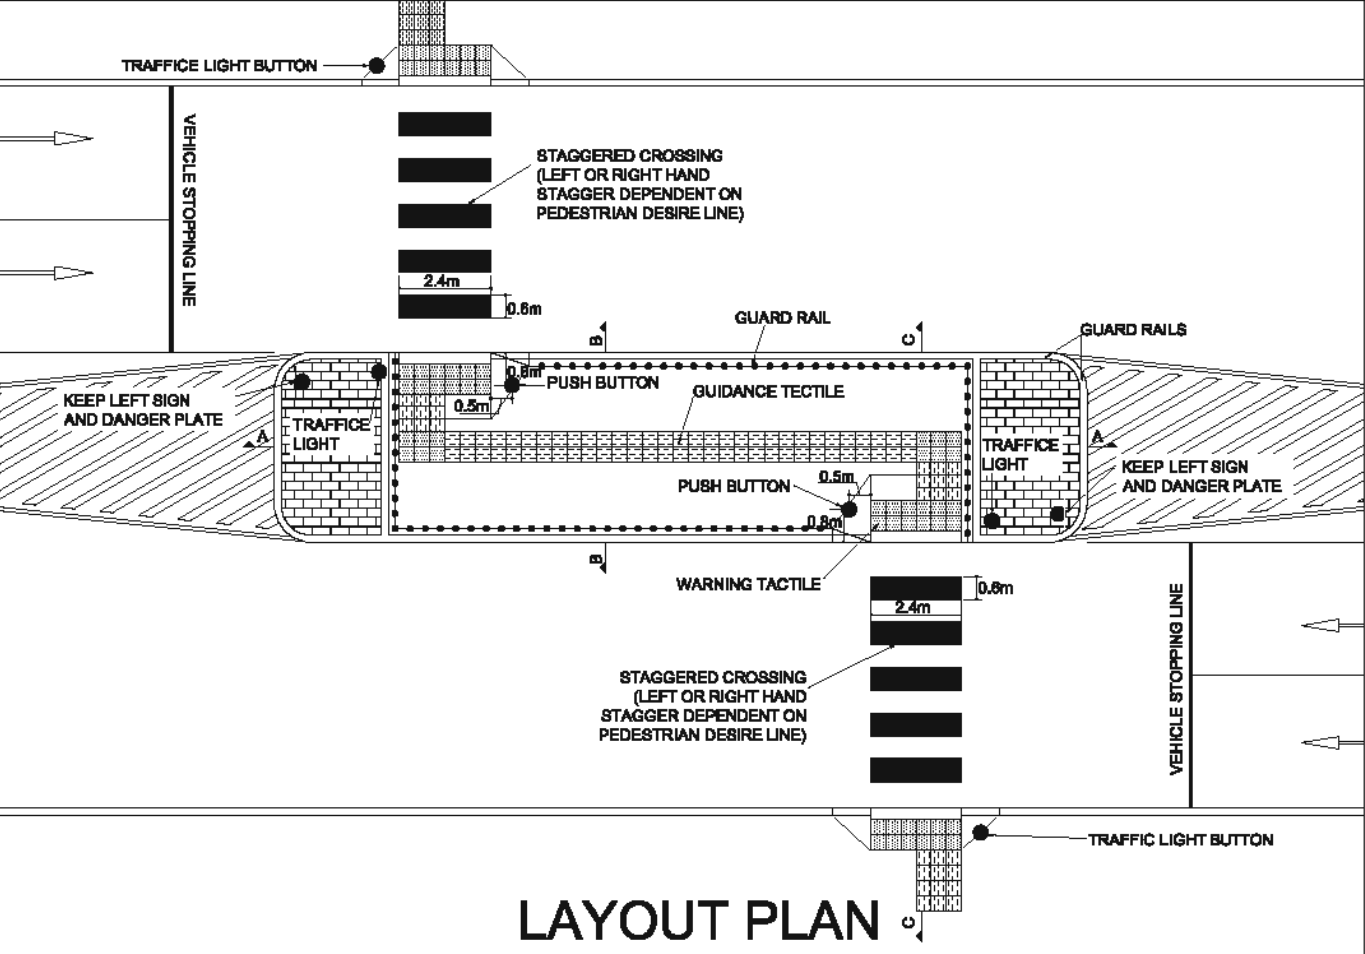 TRAFFICE LIGHT BUTTON
VEHICLE STOPPING LINE
STAGGERED CROSSING
(LEFT OR RIGHT HAND
STAGGER DEPENDENT ON
PEDESTRIAN DESIRE LINE)
2.4m
0.6m
B
C
GUARD RAIL
GUARD RAILS
0.6m
PUSH BUTTON
0.5m
GUIDANCE TECTILE
KEEP LEFT SIGN
AND DANGER PLATE
TRAFFICE
LIGHT
A
TRAFFICE
LIGHT
A
KEEP LEFT SIGN
AND DANGER PLATE
0.5m
PUSH BUTTON
B
WARNING TACTILE
0.6m
2.4m
STAGGERED CROSSING
(LEFT OR RIGHT HAND
STAGGER DEPENDENT ON
PEDESTRIAN DESIRE LINE)
VEHICLE STOPPING LINE
TRAFFIC LIGHT BUTTON
LAYOUT PLAN
C